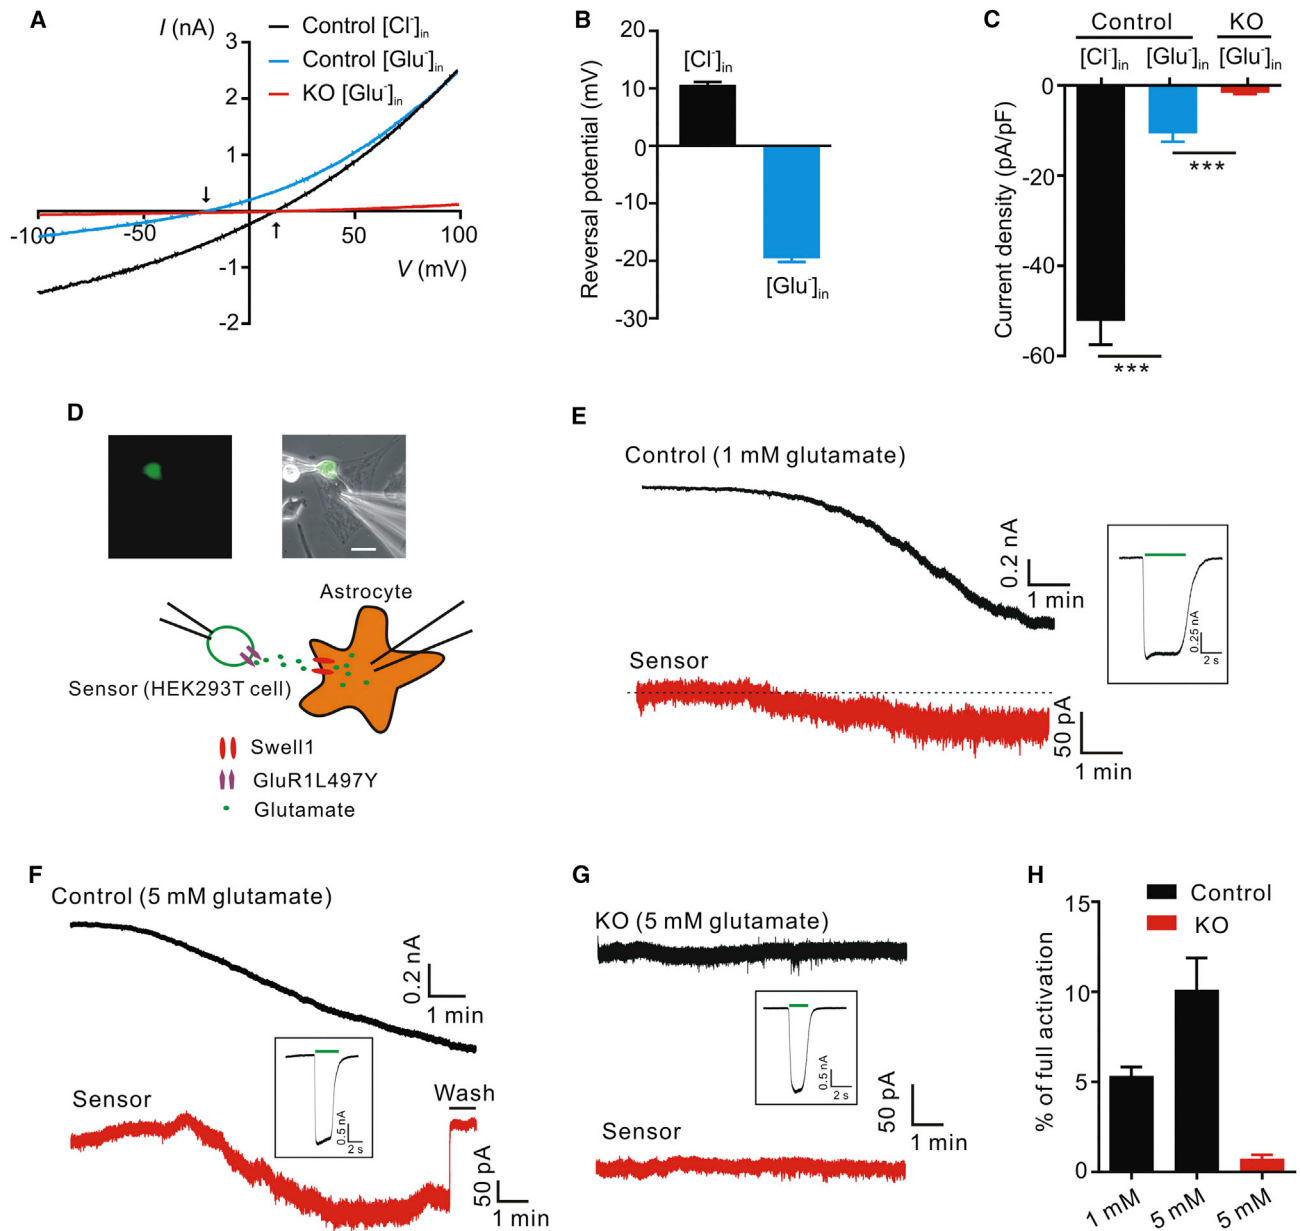 A
I (nA)
Control [Cl⁻]in
Control [Glu⁻]in
KO [Glu⁻]in
3
2
1
-1
-2
-100
-50
50
100
V (mV)
B
Reversal potential (mV)
20
10
0
-20
-30
[Cl⁻]in
[Glu⁻]in
C
Control
KO
[Cl⁻]in
[Glu⁻]in
[Glu⁻]in
Current density (pA/pF)
0
-20
-40
-60
***
***
D
Astrocyte
Sensor (HEK293T cell)
Swell1
GluR1L497Y
Glutamate
E
Control (1 mM glutamate)
0.2 nA
1 min
0.25 nA
2 s
Sensor
50 pA
1 min
F
Control (5 mM glutamate)
0.2 nA
1 min
0.5 nA
2 s
Sensor
Wash
50 pA
1 min
G
KO (5 mM glutamate)
0.5 nA
2 s
50 pA
1 min
Sensor
H
Control
KO
% of full activation
15
10
5
0
1 mM
5 mM
5 mM